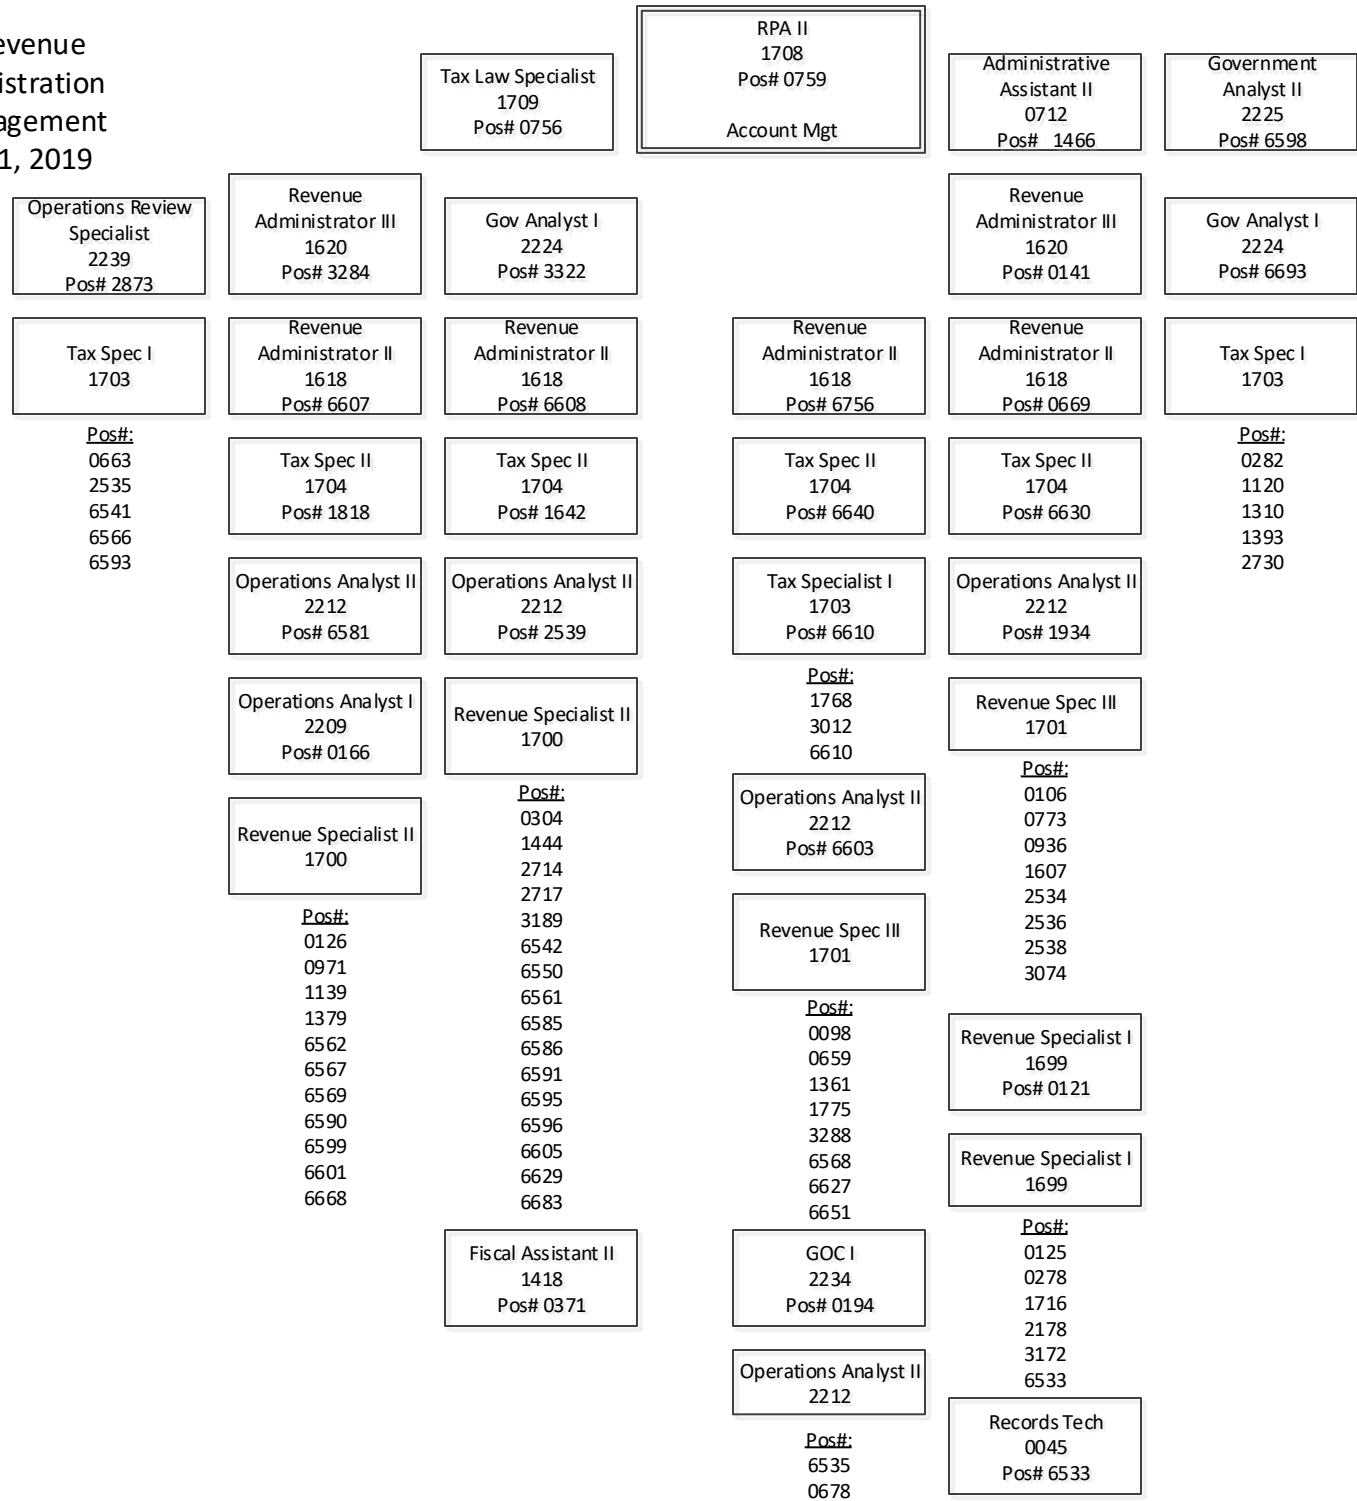 evenue
istration
agement
1, 2019
RPA II
1708
Pos# 0759
Account Mgt
Tax Law Specialist
1709
Pos# 0756
Administrative
Assistant II
0712
Pos# 1466
Government
Analyst II
2225
Pos# 6598
Operations Review
Specialist
2239
Pos# 2873
Revenue
Administrator III
1620
Pos# 3284
Gov Analyst I
2224
Pos# 3322
Revenue
Administrator III
1620
Pos# 0141
Gov Analyst I
2224
Pos# 6693
Tax Spec I
1703
Pos#:
0663
2535
6541
6566
6593
Revenue
Administrator II
1618
Pos# 6607
Tax Spec II
1704
Pos# 1818
Operations Analyst II
2212
Pos# 6581
Operations Analyst I
2209
Pos# 0166
Revenue Specialist II
1700
Pos#:
0126
0971
1139
1379
6562
6567
6569
6590
6599
6601
6668
Revenue
Administrator II
1618
Pos# 6608
Tax Spec II
1704
Pos# 1642
Operations Analyst II
2212
Pos# 2539
Revenue Specialist II
1700
Pos#:
0304
1444
2714
2717
3189
6542
6550
6561
6585
6586
6591
6595
6596
6605
6629
6683
Fiscal Assistant II
1418
Pos# 0371
Revenue
Administrator II
1618
Pos# 6756
Tax Spec II
1704
Pos# 6640
Tax Specialist I
1703
Pos# 6610
Pos#:
1768
3012
6610
Operations Analyst II
2212
Pos# 6603
Revenue Spec III
1701
Pos#:
0098
0659
1361
1775
3288
6568
6627
6651
GOC I
2234
Pos# 0194
Operations Analyst II
2212
Pos#:
6535
0678
Revenue
Administrator II
1618
Pos# 0669
Tax Spec II
1704
Pos# 6630
Operations Analyst II
2212
Pos# 1934
Revenue Spec III
1701
Pos#:
0106
0773
0936
1607
2534
2536
2538
3074
Revenue Specialist I
1699
Pos# 0121
Revenue Specialist I
1699
Pos#:
0125
0278
1716
2178
3172
6533
Records Tech
0045
Pos# 6533
Tax Spec I
1703
Pos#:
0282
1120
1310
1393
2730